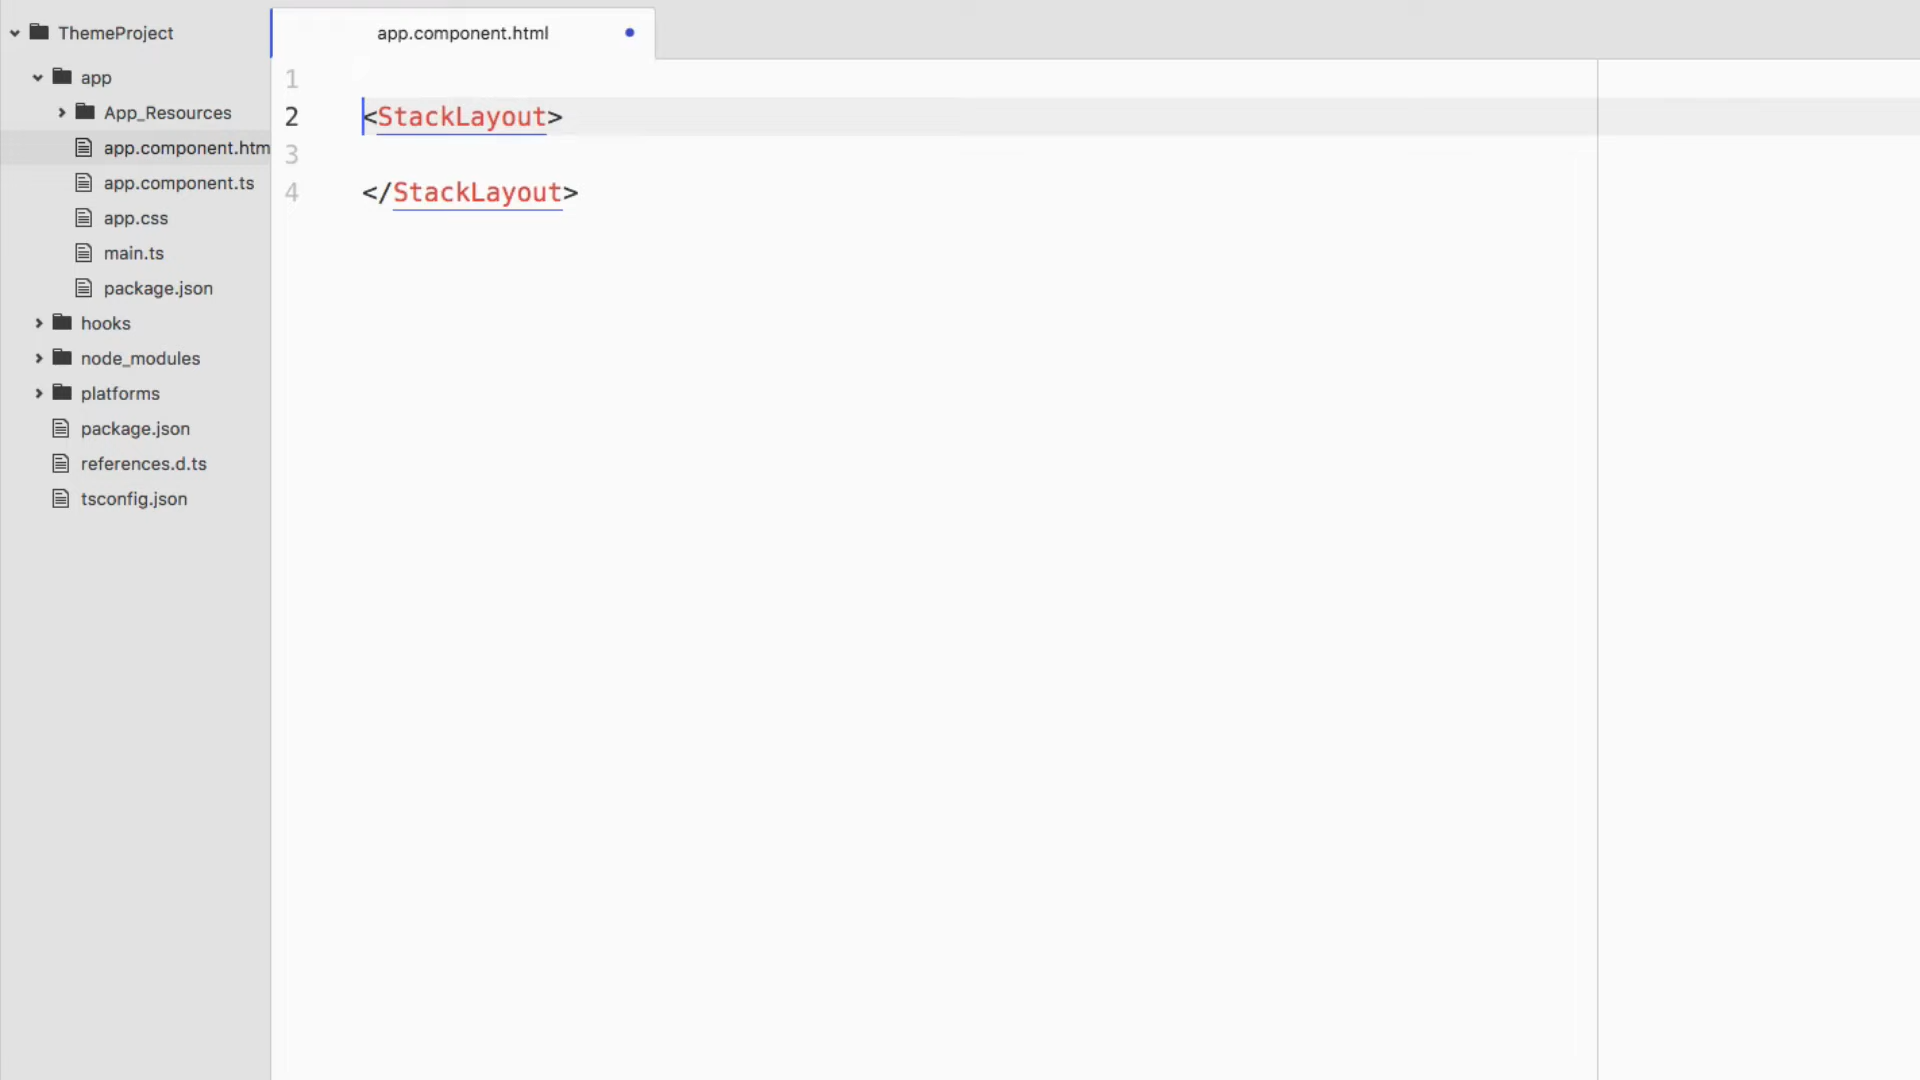 ThemeProject
app
App_Resources
app.component.htm
app.component.ts
app.css
main.ts
package.json
hooks
node_modules
platforms
package.json
references.d.ts
tsconfig.json
app.component.html
1
2 <StackLayout>
3
4 </StackLayout>